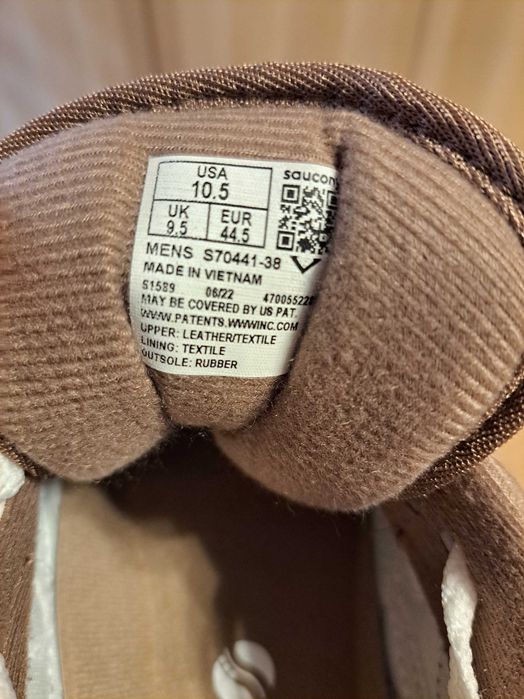 USA
10.5
UK
9.5
EUR
44.5
saucony
MENS S70441-38
MADE IN VIETNAM
S1589 06/22
MAY BE COVERED BY US PAT.
WWW.PATENTS.WWWINC.COM
UPPER: LEATHER/TEXTILE
LINING: TEXTILE
OUTSOLE: RUBBER